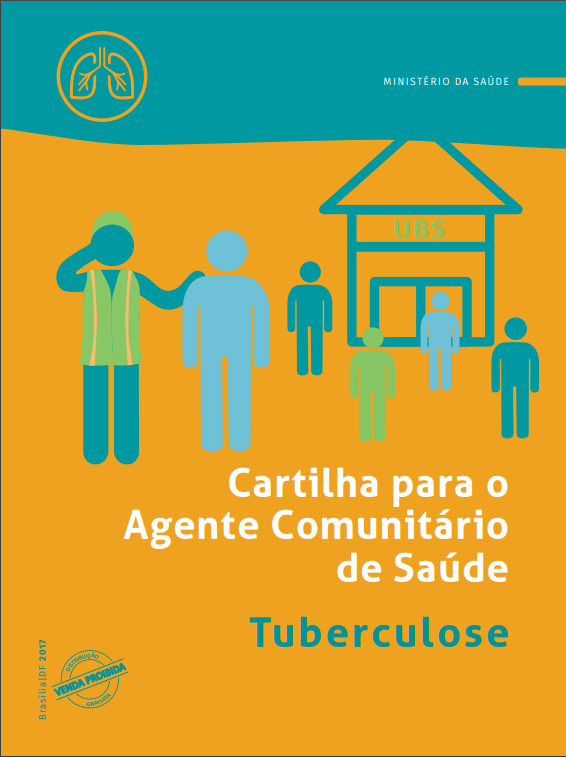 MINISTÉRIO DA SAÚDE
UBS
Cartilha para o
Agente Comunitário
de Saúde
Tuberculose
Brasília|DF 2017
DISTRIBUIÇÃO
VENDA PROIBIDA
GRATUITA